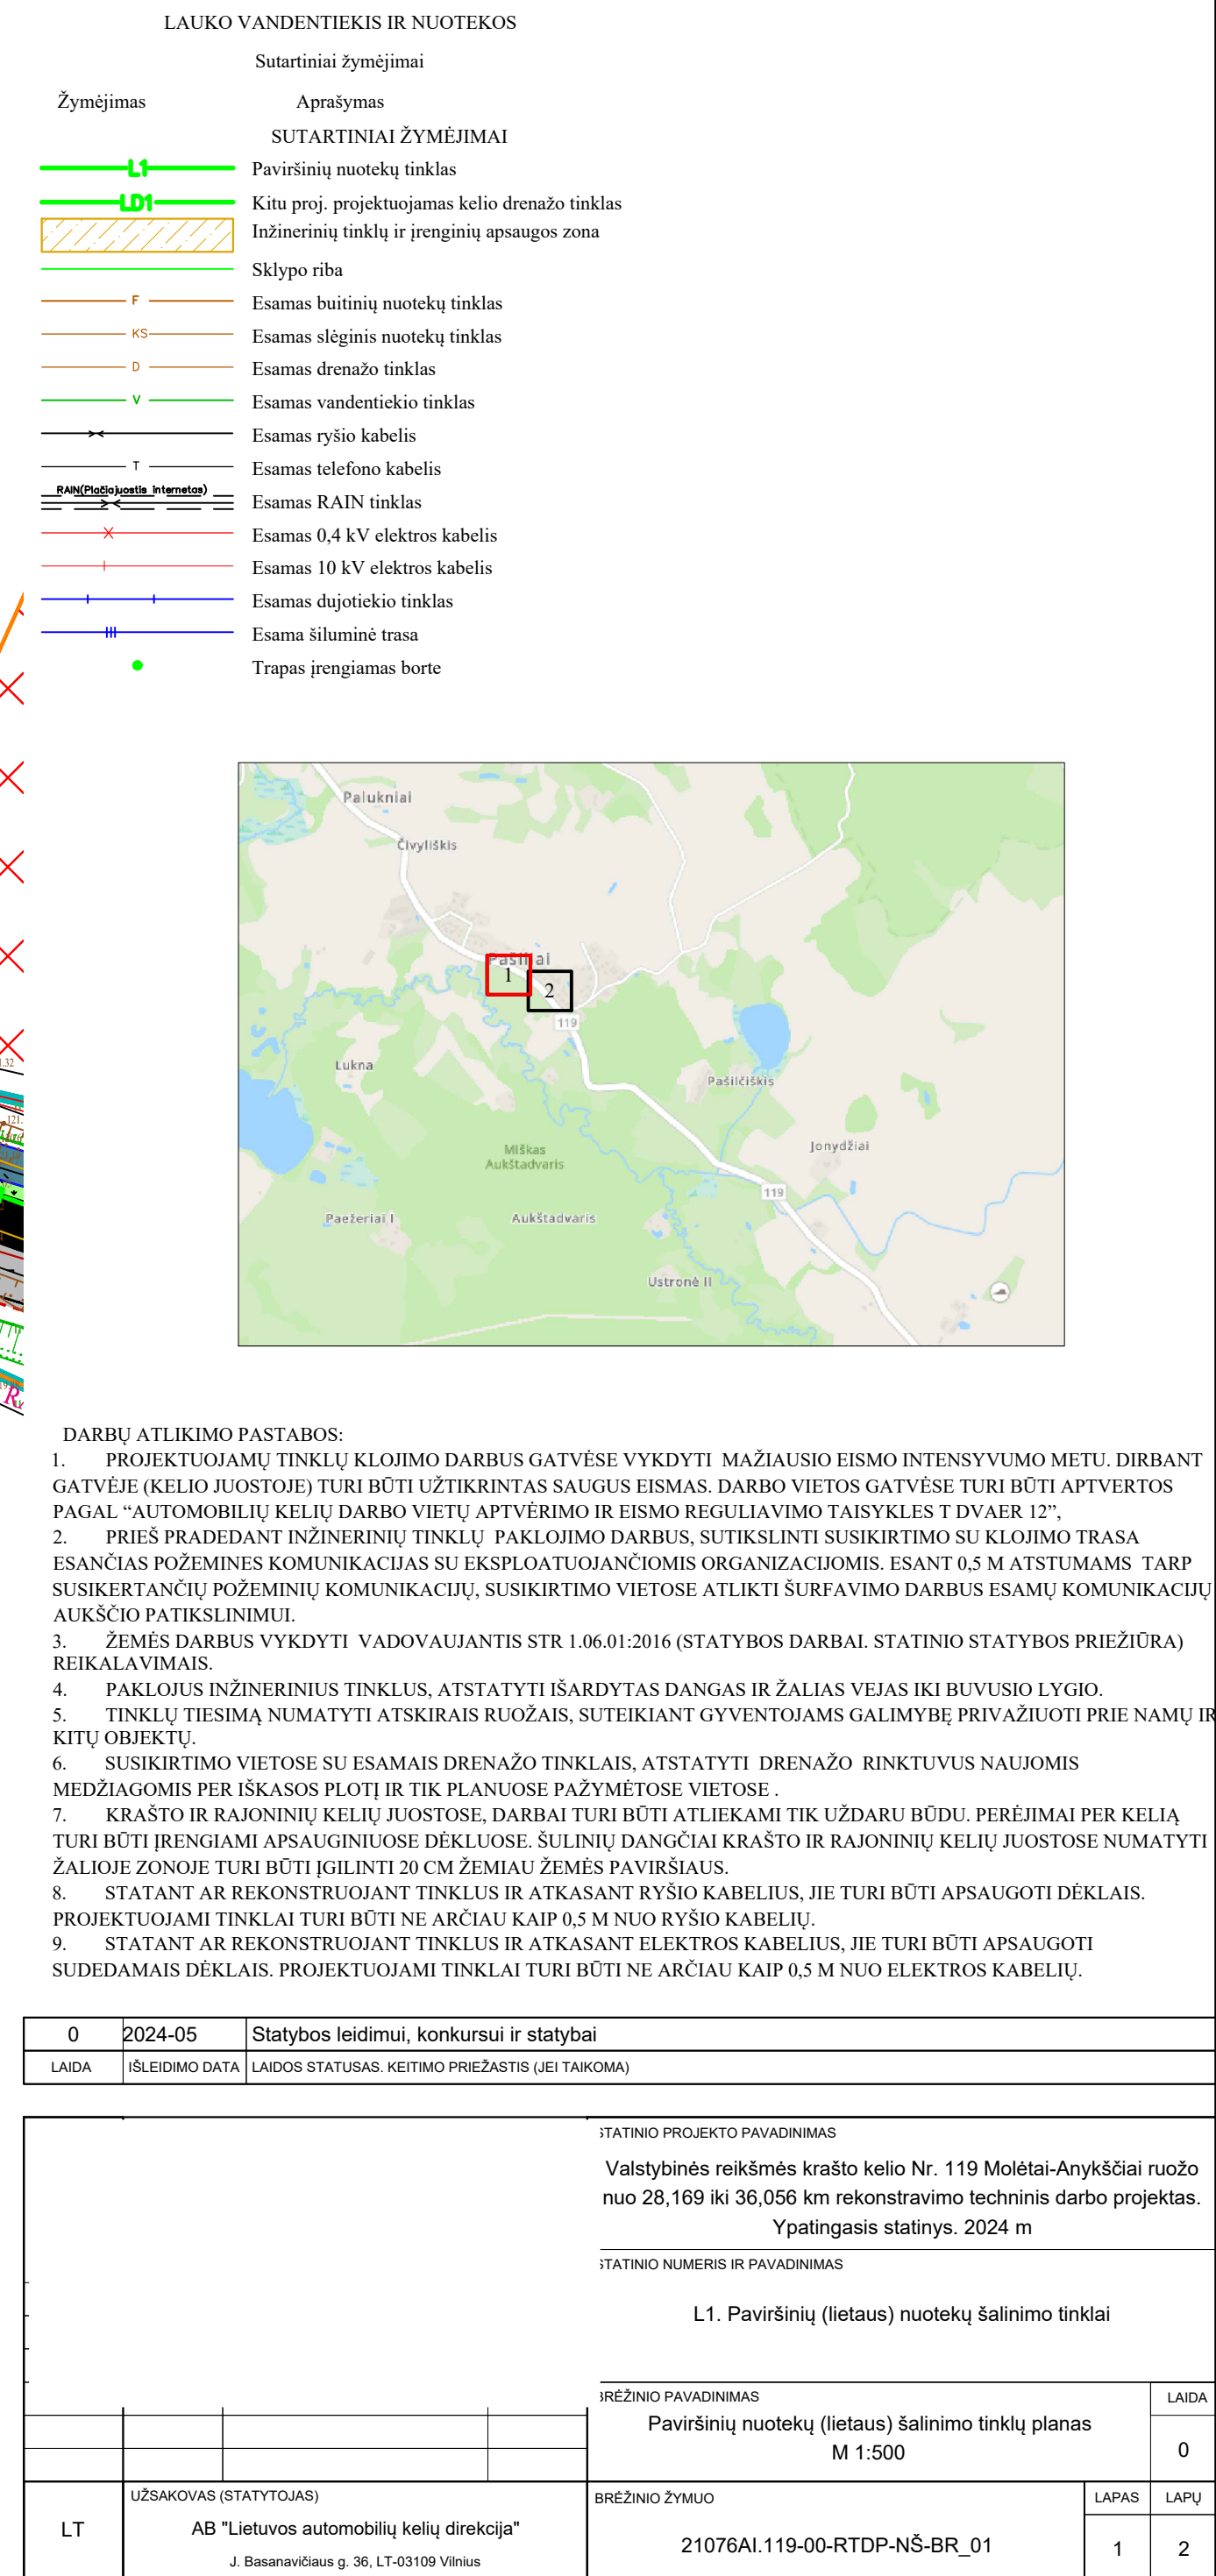 LAUKO VANDENTIEKIS IR NUOTEKOS
Sutartiniai žymėjimai
Žymėjimas Aprašymas
SUTARTINIAI ŽYMĖJIMAI
L1 Paviršinių nuotekų tinklas
LD1 Kitu proj. projektuojamas kelio drenažo tinklas
Inžinerinių tinklų ir įrenginių apsaugos zona
Sklypo riba
F Esamas buitinių nuotekų tinklas
KS Esamas slėginis nuotekų tinklas
D Esamas drenažo tinklas
V Esamas vandentiekio tinklas
Esamas ryšio kabelis
T Esamas telefono kabelis
RAIN(Plačiajuostis internetas)
Esamas RAIN tinklas
Esamas 0,4 kV elektros kabelis
Esamas 10 kV elektros kabelis
Esamas dujotiekio tinklas
Esama šiluminė trasa
Trapas įrengiamas borte
Palukniai
Čivyliškis
Pašiliai
1
2
119
Lukna
Pašilčiškis
Miškas
Aukštadvaris
Jonydžiai
119
Paežeriai I
Aukštadvaris
Ustronė II
DARBŲ ATLIKIMO PASTABOS:
1. PROJEKTUOJAMŲ TINKLŲ KLOJIMO DARBUS GATVĖSE VYKDYTI MAŽIAUSIO EISMO INTENSYVUMO METU. DIRBANT
GATVĖJE (KELIO JUOSTOJE) TURI BŪTI UŽTIKRINTAS SAUGUS EISMAS. DARBO VIETOS GATVĖSE TURI BŪTI APTVERTOS
PAGAL “AUTOMOBILIŲ KELIŲ DARBO VIETŲ APTVĖRIMO IR EISMO REGULIAVIMO TAISYKLES T DVAER 12”,
2. PRIEŠ PRADEDANT INŽINERINIŲ TINKLŲ PAKLOJIMO DARBUS, SUTIKSLINTI SUSIKIRTIMO SU KLOJIMO TRASA
ESANČIAS POŽEMINES KOMUNIKACIJAS SU EKSPLOATUOJANČIOMIS ORGANIZACIJOMIS. ESANT 0,5 M ATSTUMAMS TARP
SUSIKERTANČIŲ POŽEMINIŲ KOMUNIKACIJŲ, SUSIKIRTIMO VIETOSE ATLIKTI ŠURFAVIMO DARBUS ESAMŲ KOMUNIKACIJŲ
AUKŠČIO PATIKSLINIMUI.
3. ŽEMĖS DARBUS VYKDYTI VADOVAUJANTIS STR 1.06.01:2016 (STATYBOS DARBAI. STATINIO STATYBOS PRIEŽIŪRA)
REIKALAVIMAIS.
4. PAKLOJUS INŽINERINIUS TINKLUS, ATSTATYTI IŠARDYTAS DANGAS IR ŽALIAS VEJAS IKI BUVUSIO LYGIO.
5. TINKLŲ TIESIMĄ NUMATYTI ATSKIRAIS RUOŽAIS, SUTEIKIANT GYVENTOJAMS GALIMYBĘ PRIVAŽIUOTI PRIE NAMŲ IR
KITŲ OBJEKTŲ.
6. SUSIKIRTIMO VIETOSE SU ESAMAIS DRENAŽO TINKLAIS, ATSTATYTI DRENAŽO RINKTUVUS NAUJOMIS
MEDŽIAGOMIS PER IŠKASOS PLOTĮ IR TIK PLANUOSE PAŽYMĖTOSE VIETOSE .
7. KRAŠTO IR RAJONINIŲ KELIŲ JUOSTOSE, DARBAI TURI BŪTI ATLIEKAMI TIK UŽDARU BŪDU. PERĖJIMAI PER KELIĄ
TURI BŪTI ĮRENGIAMI APSAUGINIUOSE DĖKLUOSE. ŠULINIŲ DANGČIAI KRAŠTO IR RAJONINIŲ KELIŲ JUOSTOSE NUMATYTI
ŽALIOJE ZONOJE TURI BŪTI ĮGILINTI 20 CM ŽEMIAU ŽEMĖS PAVIRŠIAUS.
8. STATANT AR REKONSTRUOJANT TINKLUS IR ATKASANT RYŠIO KABELIUS, JIE TURI BŪTI APSAUGOTI DĖKLAIS.
PROJEKTUOJAMI TINKLAI TURI BŪTI NE ARČIAU KAIP 0,5 M NUO RYŠIO KABELIŲ.
9. STATANT AR REKONSTRUOJANT TINKLUS IR ATKASANT ELEKTROS KABELIUS, JIE TURI BŪTI APSAUGOTI
SUDEDAMAIS DĖKLAIS. PROJEKTUOJAMI TINKLAI TURI BŪTI NE ARČIAU KAIP 0,5 M NUO ELEKTROS KABELIŲ.
0 2024-05 Statybos leidimui, konkursui ir statybai
LAIDA IŠLEIDIMO DATA LAIDOS STATUSAS. KEITIMO PRIEŽASTIS (JEI TAIKOMA)
STATINIO PROJEKTO PAVADINIMAS
Valstybinės reikšmės krašto kelio Nr. 119 Molėtai-Anykščiai ruožo
nuo 28,169 iki 36,056 km rekonstravimo techninis darbo projektas.
Ypatingasis statinys. 2024 m
STATINIO NUMERIS IR PAVADINIMAS
L1. Paviršinių (lietaus) nuotekų šalinimo tinklai
BRĖŽINIO PAVADINIMAS LAIDA
Paviršinių nuotekų (lietaus) šalinimo tinklų planas
M 1:500 0
UŽSAKOVAS (STATYTOJAS) BRĖŽINIO ŽYMUO LAPAS LAPŲ
LT AB "Lietuvos automobilių kelių direkcija" 21076AI.119-00-RTDP-NŠ-BR_01 1 2
J. Basanavičiaus g. 36, LT-03109 Vilnius